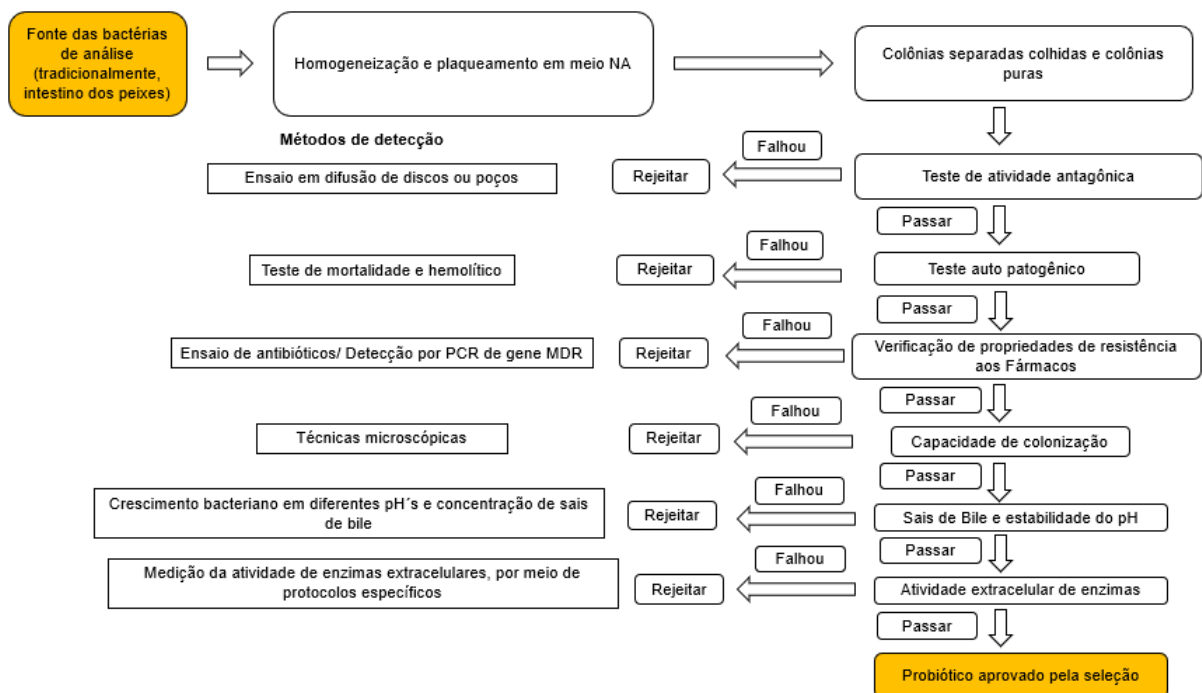 Fonte das bactérias
de análise
(tradicionalmente,
intestino dos peixes)
Homogeneização e plaqueamento em meio NA
Colônias separadas colhidas e colônias
puras
Métodos de detecção
Ensaio em difusão de discos ou poços
Rejeitar
Falhou
Teste de atividade antagônica
Passar
Teste de mortalidade e hemolítico
Rejeitar
Falhou
Teste auto patogênico
Passar
Ensaio de antibióticos/ Detecção por PCR de gene MDR
Rejeitar
Falhou
Verificação de propriedades de resistência
aos Fármacos
Passar
Técnicas microscópicas
Rejeitar
Falhou
Capacidade de colonização
Passar
Crescimento bacteriano em diferentes pH´s e concentração de sais
de bile
Rejeitar
Falhou
Sais de Bile e estabilidade do pH
Passar
Medição da atividade de enzimas extracelulares, por meio de
protocolos específicos
Rejeitar
Falhou
Atividade extracelular de enzimas
Passar
Probiótico aprovado pela seleção